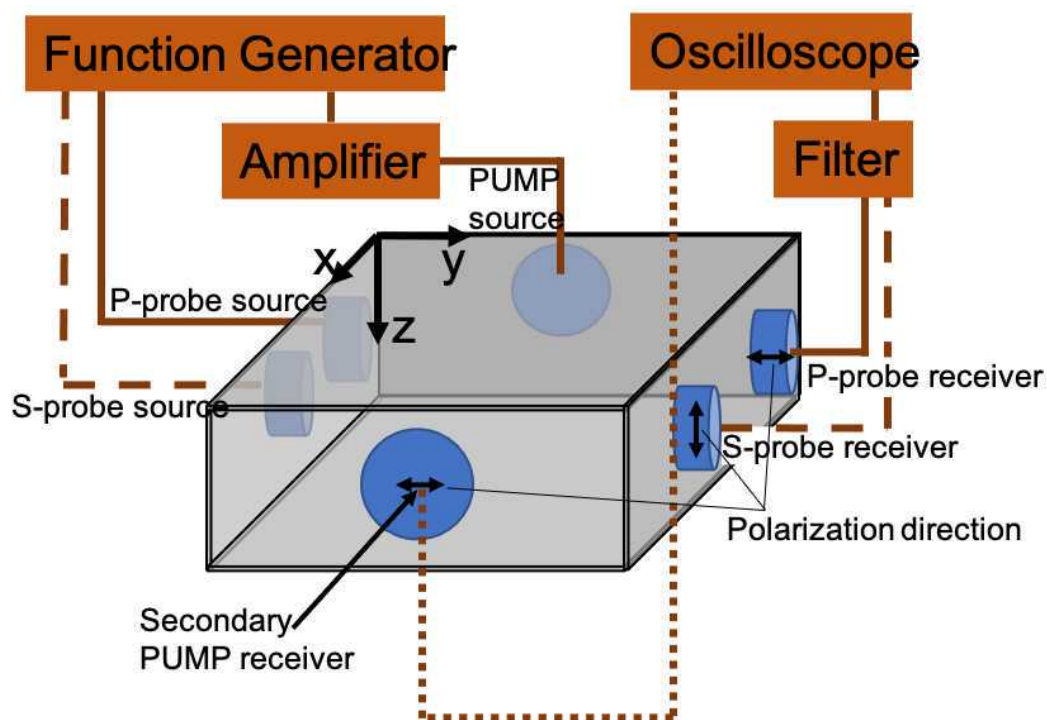 Function Generator
Oscilloscope
Amplifier
Filter
PUMP
source
x
y
z
P-probe source
S-probe source
P-probe receiver
S-probe receiver
Polarization direction
Secondary
PUMP receiver